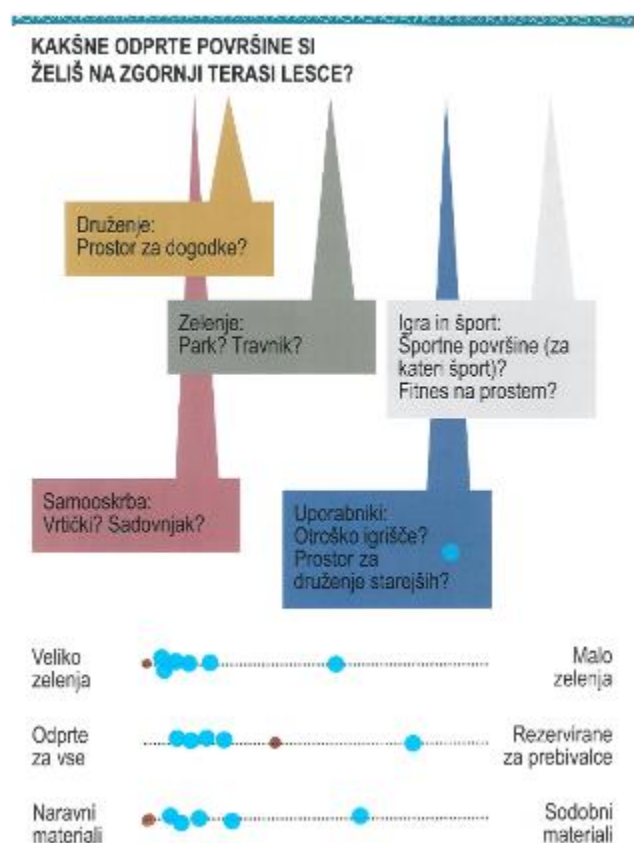 KAKŠNE ODPRTE POVRŠINE SI
ŽELIŠ NA ZGORNJI TERASI LESCE?
Druženje:
Prostor za dogodke?
Zelenje:
Park? Travnik?
Igra in šport:
Športne površine (za
kateri šport)?
Fitnes na prostem?
Samooskrba:
Vrtički? Sadovnjak?
Uporabniki:
Otroško igrišče?
Prostor za
druženje starejših?
Veliko
zelenja
Malo
zelenja
Odprte
za vse
Rezervirane
za prebivalce
Naravni
materiali
Sodobni
materiali